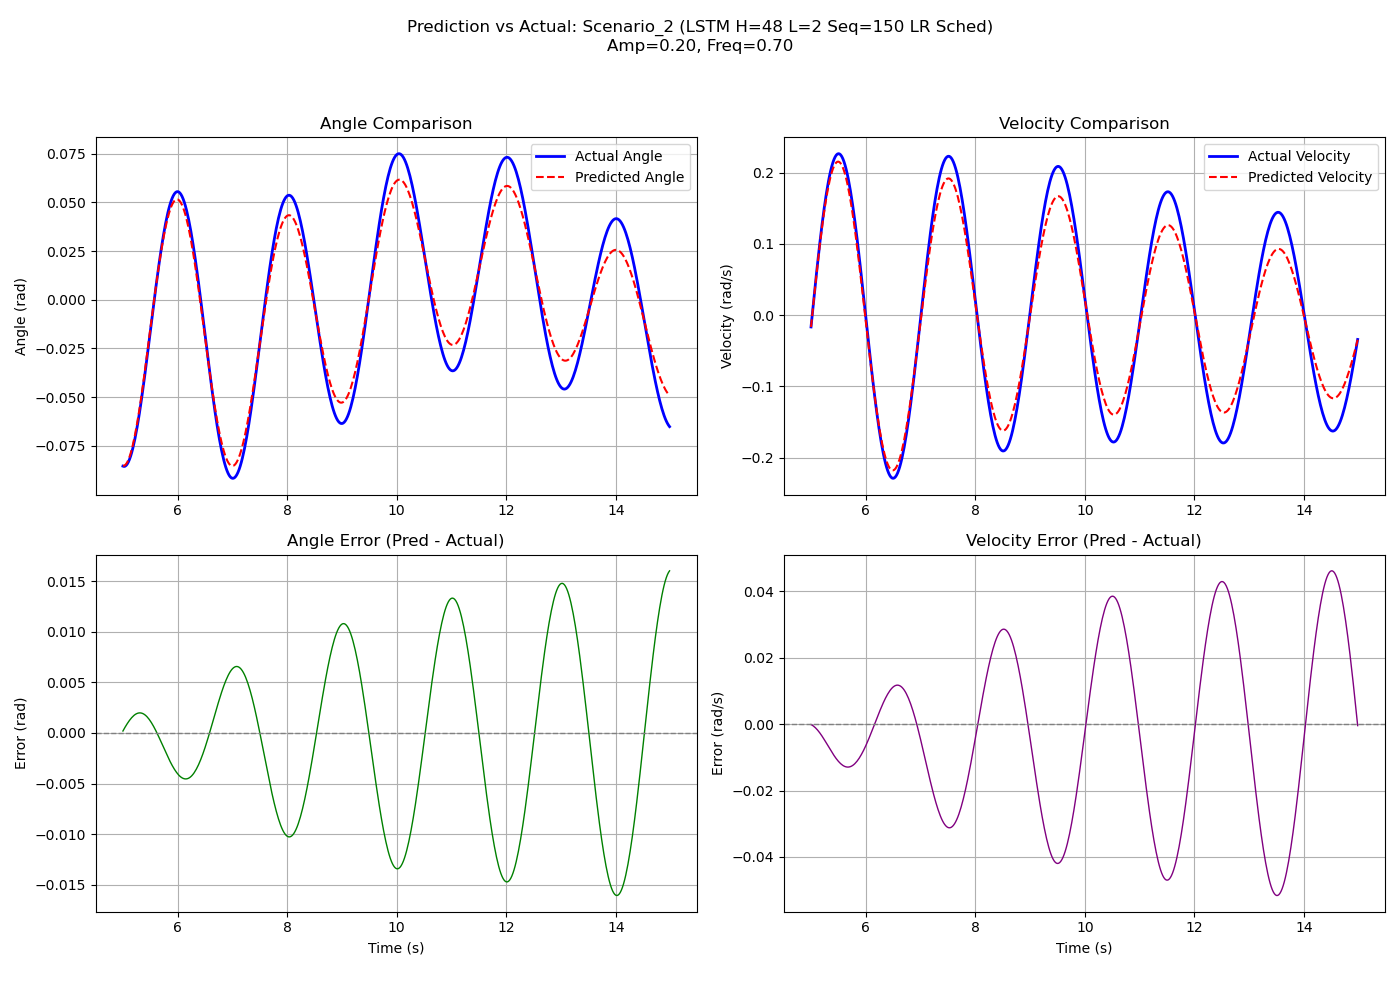 Prediction vs Actual: Scenario_2 (LSTM H=48 L=2 Seq=150 LR Sched)
Amp=0.20, Freq=0.70
Angle Comparison
Angle (rad)
0.075
0.050
0.025
0.000
−0.025
−0.050
−0.075
Actual Angle
Predicted Angle
6 8 10 12 14
Velocity Comparison
Velocity (rad/s)
0.2
0.1
0.0
−0.1
−0.2
Actual Velocity
Predicted Velocity
6 8 10 12 14
Angle Error (Pred - Actual)
Error (rad)
0.015
0.010
0.005
0.000
−0.005
−0.010
−0.015
6 8 10 12 14
Time (s)
Velocity Error (Pred - Actual)
Error (rad/s)
0.04
0.02
0.00
−0.02
−0.04
6 8 10 12 14
Time (s)